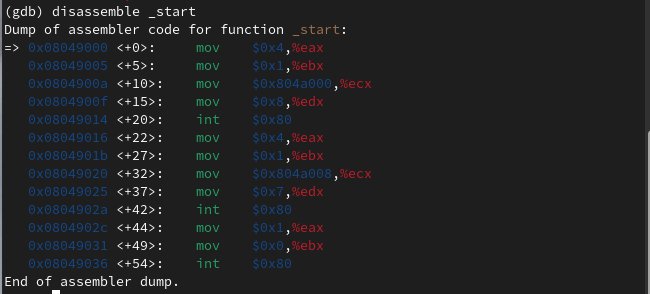 (gdb) disassemble _start
Dump of assembler code for function _start:
=> 0x08049000 <+0>:     mov    $0x4,%eax
   0x08049005 <+5>:     mov    $0x1,%ebx
   0x0804900a <+10>:    mov    $0x804a000,%ecx
   0x0804900f <+15>:    mov    $0x8,%edx
   0x08049014 <+20>:    int    $0x80
   0x08049016 <+22>:    mov    $0x4,%eax
   0x0804901b <+27>:    mov    $0x1,%ebx
   0x08049020 <+32>:    mov    $0x804a008,%ecx
   0x08049025 <+37>:    mov    $0x7,%edx
   0x0804902a <+42>:    int    $0x80
   0x0804902c <+44>:    mov    $0x1,%eax
   0x08049031 <+49>:    mov    $0x0,%ebx
   0x08049036 <+54>:    int    $0x80
End of assembler dump.